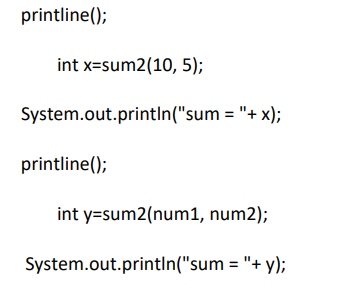 printline();
int x=sum2(10, 5);
System.out.println("sum = "+ x);
printline();
int y=sum2(num1, num2);
System.out.println("sum = "+ y);